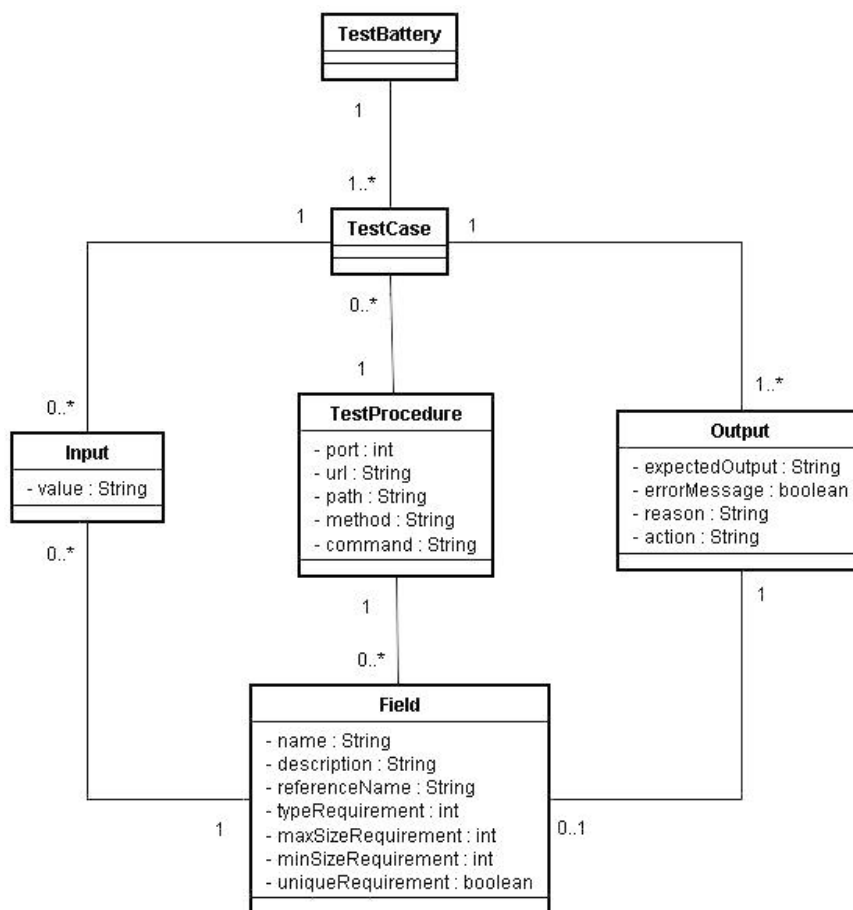 TestBattery
1
1..*
1
TestCase
1
0..*
1
0..*
1..*
Input
- value : String
0..*
TestProcedure
- port : int
- url : String
- path : String
- method : String
- command : String
Output
- expectedOutput : String
- errorMessage : boolean
- reason : String
- action : String
1
1
0..*
Field
- name : String
- description : String
- referenceName : String
- typeRequirement : int
- maxSizeRequirement : int
- minSizeRequirement : int
- uniqueRequirement : boolean
1
0..1